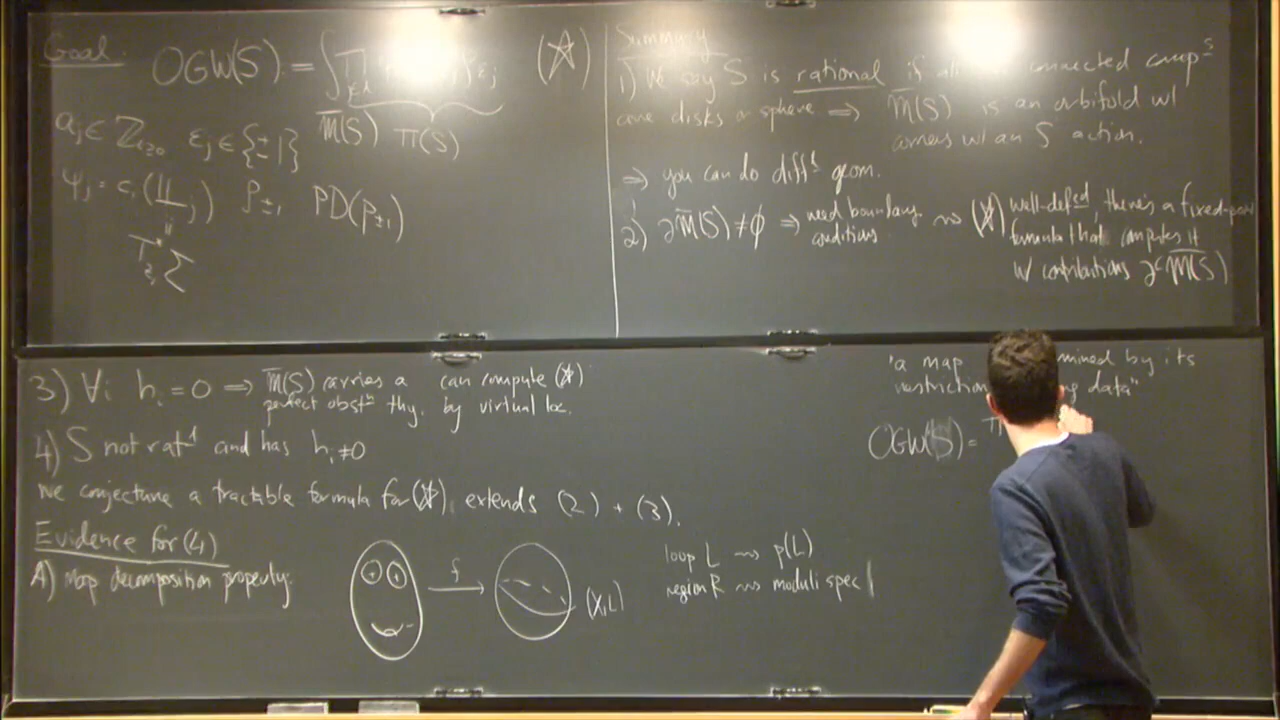 Goal.
OGW(S) := ∫ ∏ ε_j (☆)
M̄(S) Π(S)
a_j ∈ ℤ_{≥0} ε_j ∈ {±1}
ψ_j = c_1(𝕃_j) P_{±1} PD(P_{±1})
T^*_{z_i} Σ
Summary
1) We say S is rational if all connected comp^s
are disks or sphere ⟹ M̄(S) is an orbifold w/
corners w/ an S action.
⟹ you can do diff^l geom.
2) ∂M̄(S) ≠ ∅ ⟹ need boundary conditions ⇝ (☆) well-defed, there's a fixed-point
formula that computes it
w/ contributions ∂^c M̄(S)
3) ∀i h_i = 0 ⟹ M̄(S) carries a can compute (☆)
perfect obst^n thy. by virtual loc.
4) S not rat^l and has h_i ≠ 0
We conjecture a tractable formula for (☆), extends (2) + (3).
Evidence for (4)
A) Map decomposition property:
f
(X, L)
loop L ⇝ p(L)
region R ⇝ moduli spec
"a map mined by its
restriction data"
OGW(S) = π